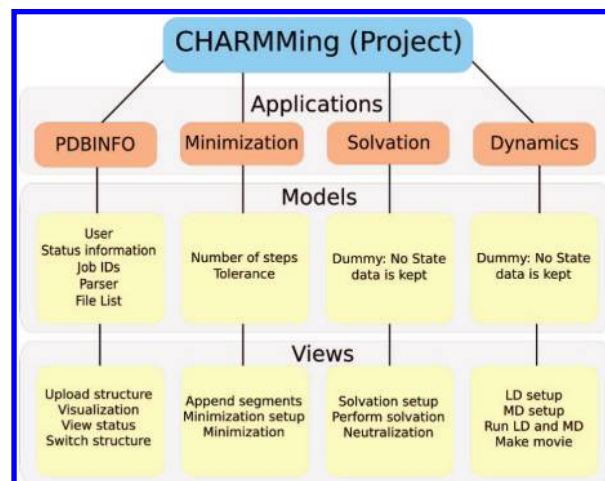 CHARMMing (Project)
Applications
PDBINFO
Minimization
Solvation
Dynamics
Models
User
Status information
Job IDs
Parser
File List
Number of steps
Tolerance
Dummy: No State
data is kept
Dummy: No State
data is kept
Views
Upload structure
Visualization
View status
Switch structure
Append segments
Minimization setup
Minimization
Solvation setup
Perform solvation
Neutralization
LD setup
MD setup
Run LD and MD
Make movie